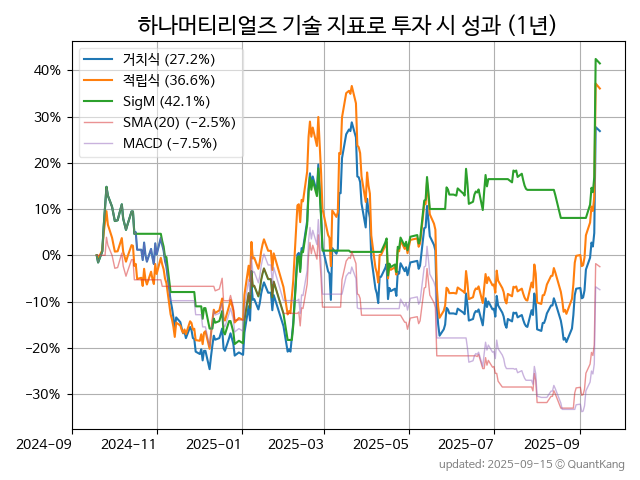 하나머티리얼즈 기술 지표로 투자 시 성과 (1년)
거치식 (27.2%)
적립식 (36.6%)
SigM (42.1%)
SMA(20) (−2.5%)
MACD (−7.5%)
40%
30%
20%
10%
0%
−10%
−20%
−30%
2024-09 2024-11 2025-01 2025-03 2025-05 2025-07 2025-09
updated: 2025-09-15 ⓒ QuantKang